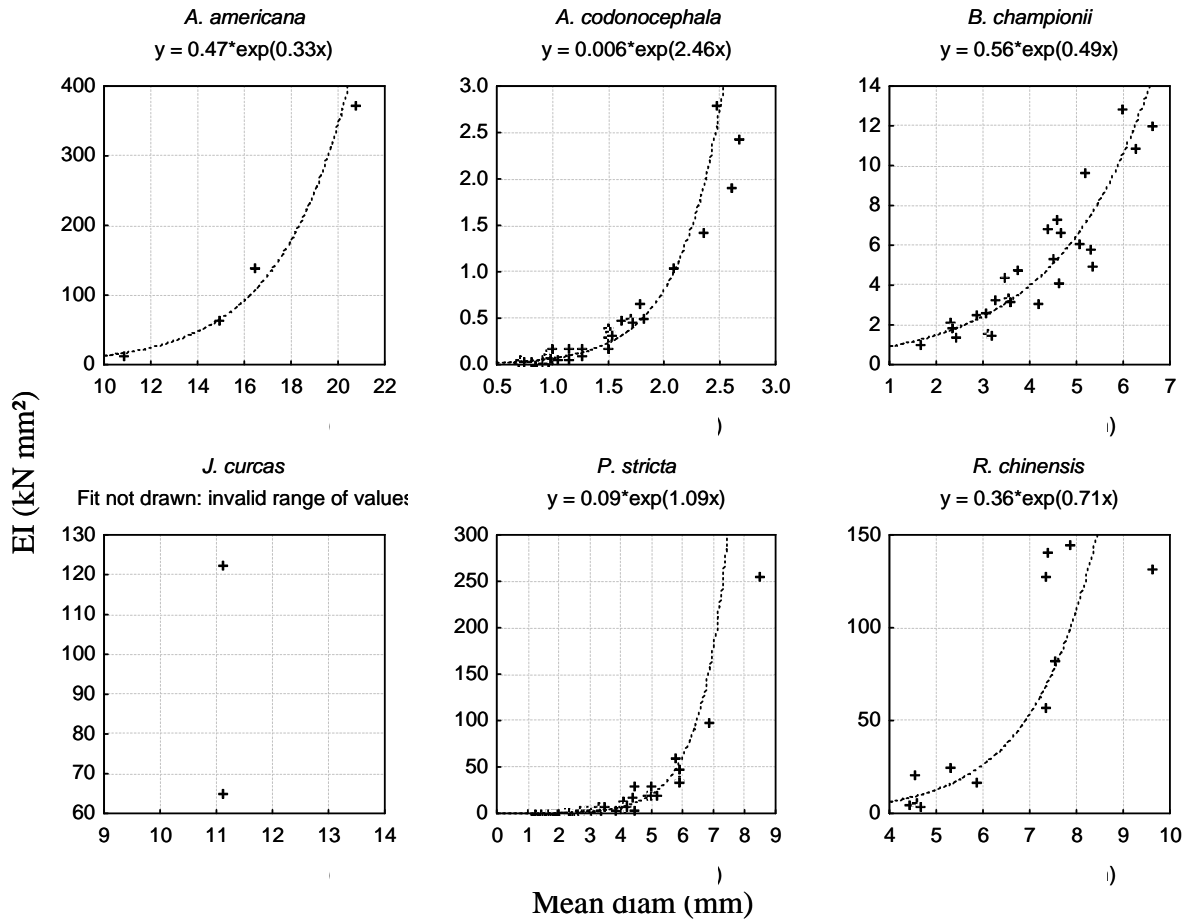 A. americana
y = 0.47*exp(0.33x)
400
300
200
100
0
10 12 14 16 18 20 22
A. codonocephala
y = 0.006*exp(2.46x)
3.0
2.5
2.0
1.5
1.0
0.5
0.0
0.5 1.0 1.5 2.0 2.5 3.0
)
B. championii
y = 0.56*exp(0.49x)
14
12
10
8
6
4
2
0
1 2 3 4 5 6 7
)
EI (kN mm²)
J. curcas
Fit not drawn: invalid range of values
130
120
110
100
90
80
70
60
9 10 11 12 13 14
P. stricta
y = 0.09*exp(1.09x)
300
250
200
150
100
50
0
0 1 2 3 4 5 6 7 8 9
)
R. chinensis
y = 0.36*exp(0.71x)
150
100
50
0
4 5 6 7 8 9 10
)
Mean diam (mm)